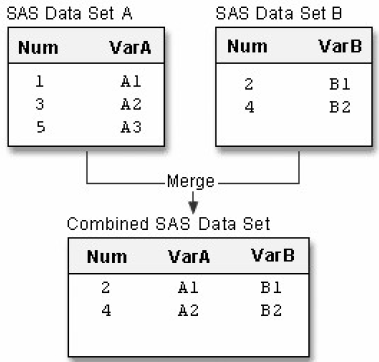 SAS Data Set A
Num VarA
1 A1
3 A2
5 A3
SAS Data Set B
Num VarB
2 B1
4 B2
Merge
Combined SAS Data Set
Num VarA VarB
2 A1 B1
4 A2 B2